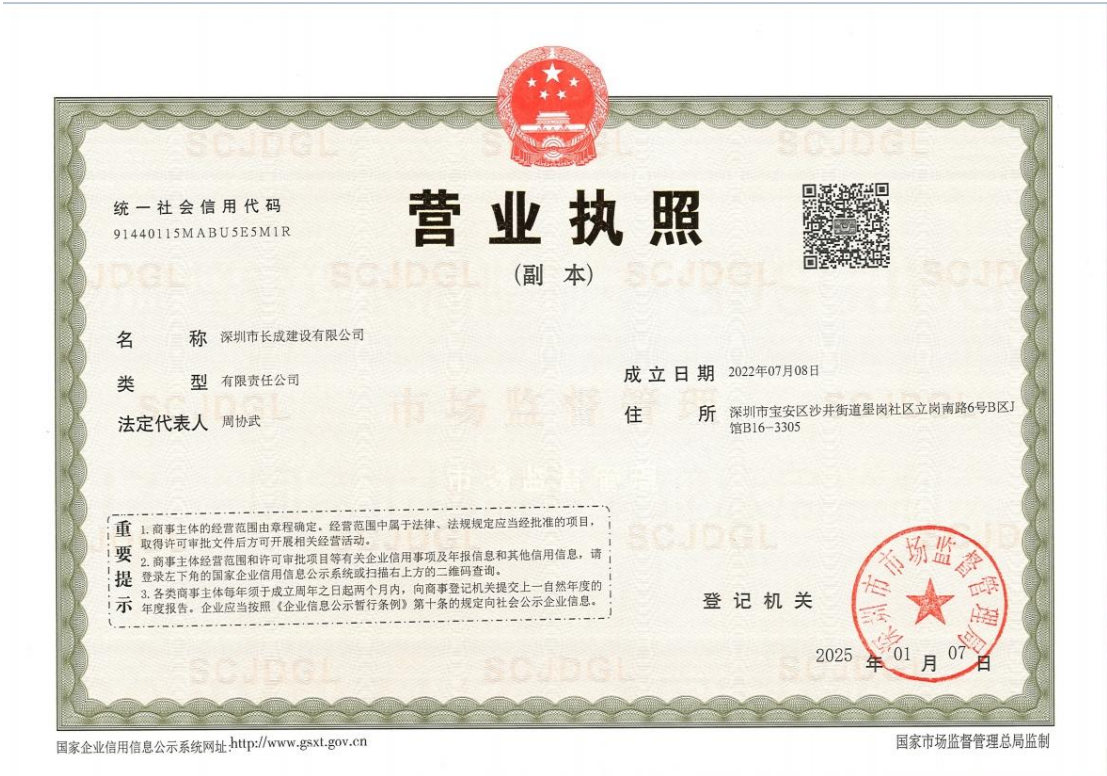 统一社会信用代码
91440115MABU5E5M1R
营业执照
(副 本)
名 称 深圳市长成建设有限公司
类 型 有限责任公司
法定代表人 周协武
成立日期 2022年07月08日
住 所 深圳市宝安区沙井街道壆岗社区立岗南路6号B区J
馆B16-3305
重要提示
1.商事主体的经营范围由章程确定。经营范围中属于法律、法规规定应当经批准的项目，
取得许可审批文件后方可开展相关经营活动。
2.商事主体经营范围和许可审批项目等有关企业信用事项及年报信息和其他信用信息，请
登录左下角的国家企业信用信息公示系统或扫描右上方的二维码查询。
3.各类商事主体每年须于成立周年之日起两个月内，向商事登记机关提交上一自然年度的
年度报告。企业应当按照《企业信息公示暂行条例》第十条的规定向社会公示企业信息。
登记机关
深圳市市场监督管理局
2025 年 01 月 07 日
国家企业信用信息公示系统网址:http://www.gsxt.gov.cn
国家市场监督管理总局监制
SCJDGL
市场监督管理